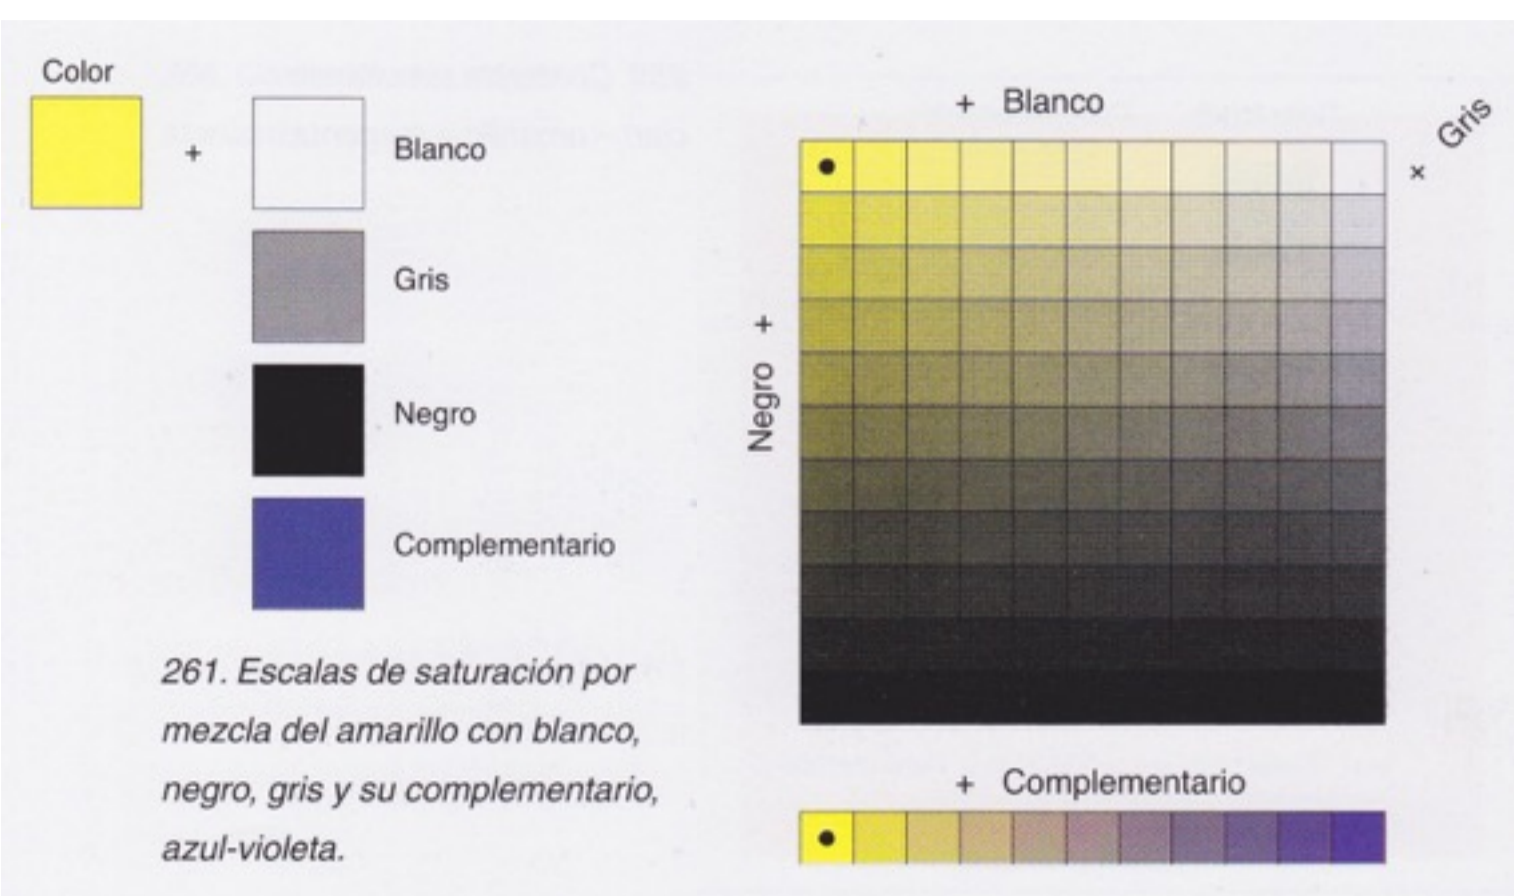 Color
+
Blanco
Gris
Negro
Complementario
261. Escalas de saturación por
mezcla del amarillo con blanco,
negro, gris y su complementario,
azul-violeta.
+ Blanco
× Gris
Negro +
+ Complementario